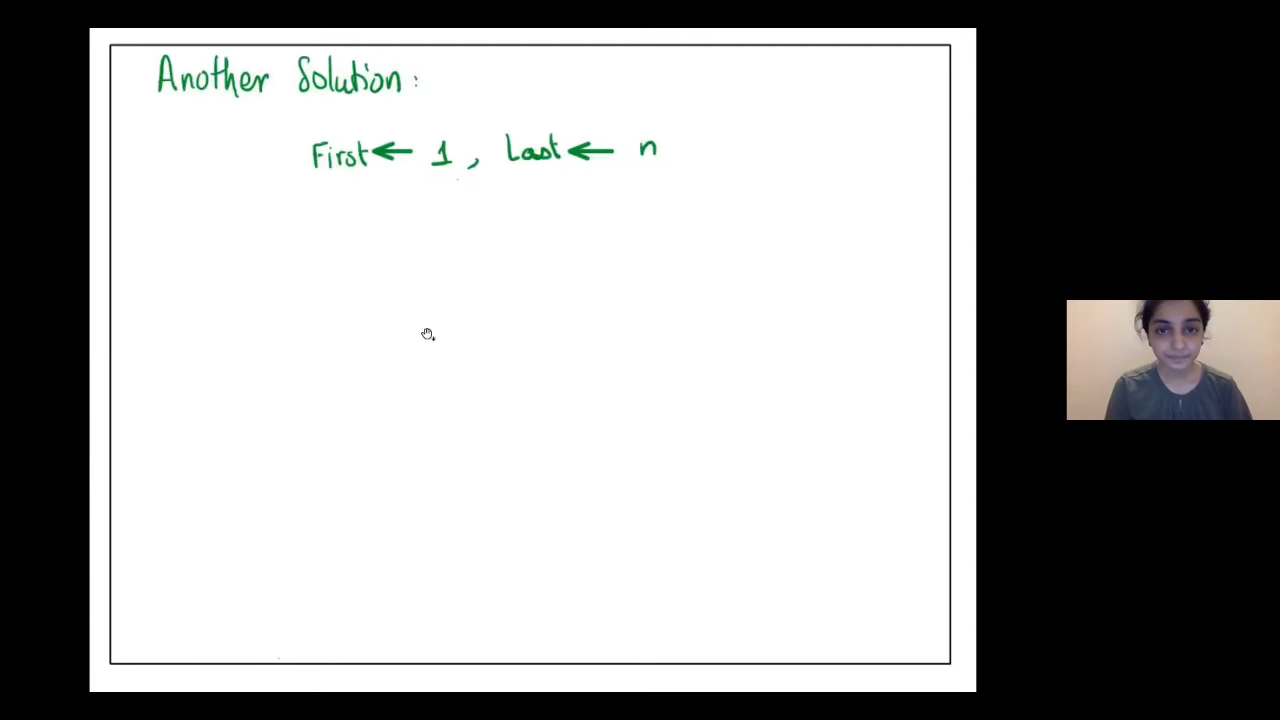 Another Solution:
First ← 1, Last ← n